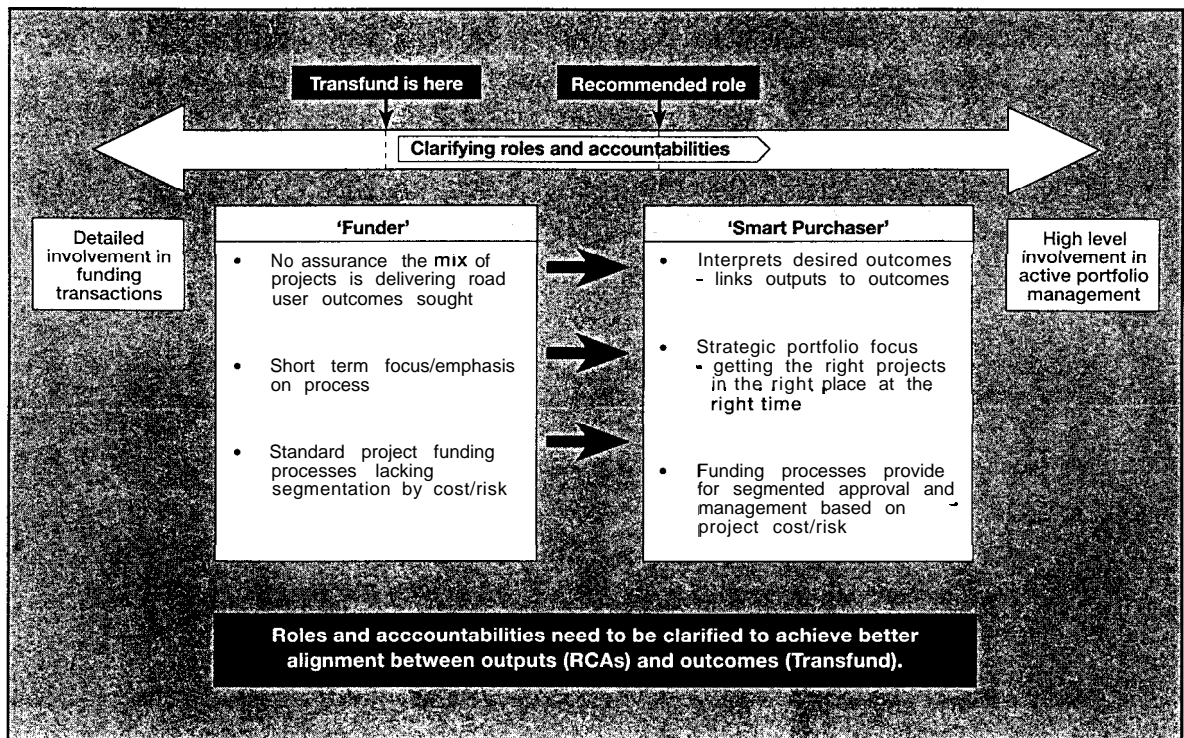 Transfund is here
Recommended role
Clarifying roles and accountabilities
Detailed
involvement in
funding
transactions
'Funder'
• No assurance the mix of
projects is delivering road
user outcomes sought
• Short term focus/emphasis
on process
• Standard project funding
processes lacking
segmentation by cost/risk
'Smart Purchaser'
• Interprets desired outcomes
- links outputs to outcomes
• Strategic portfolio focus
- getting the right projects
in the right place at the
right time
• Funding processes provide
for segmented approval and
management based on
project cost/risk
High level
involvement in
active portfolio
management
Roles and acccountabilities need to be clarified to achieve better
alignment between outputs (RCAs) and outcomes (Transfund).